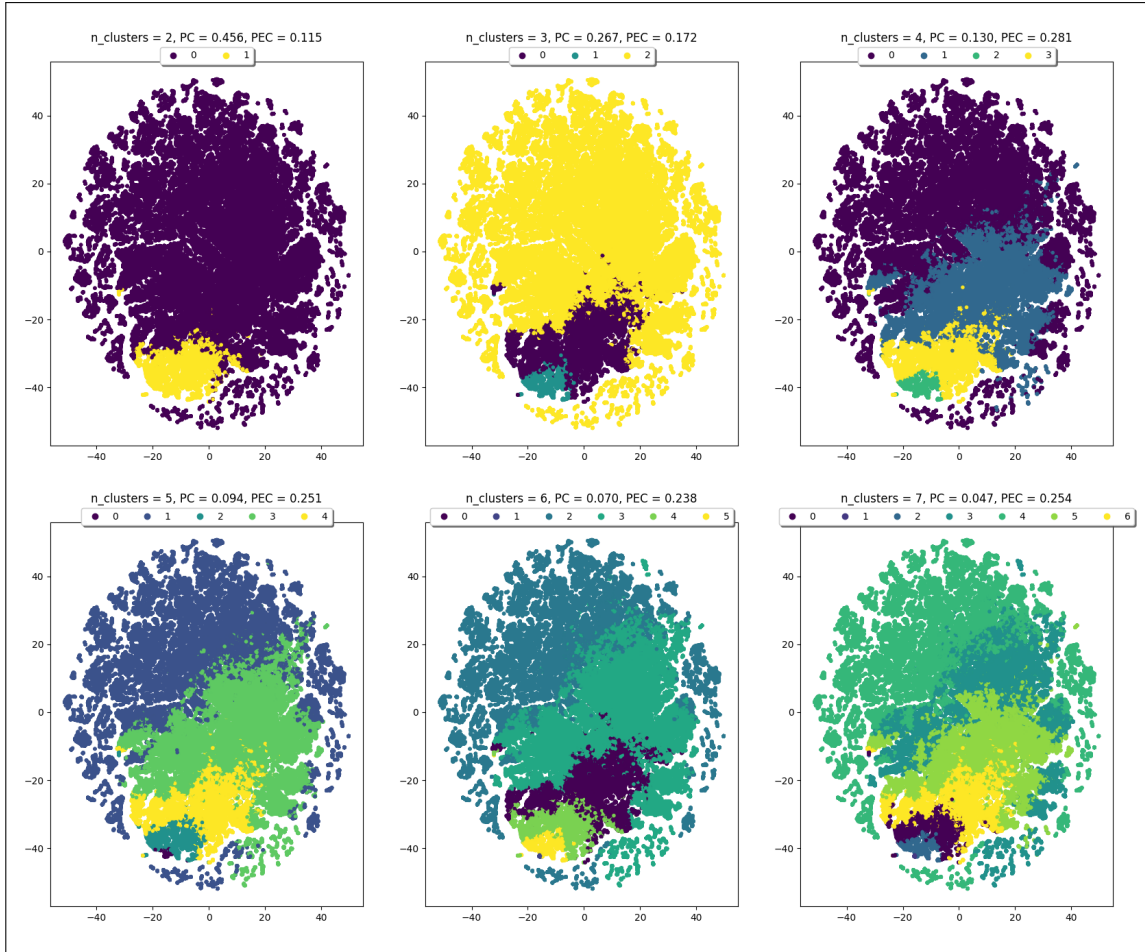 n_clusters = 2, PC = 0.456, PEC = 0.115
0 1
40
20
0
−20
−40
−40 −20 0 20 40
n_clusters = 3, PC = 0.267, PEC = 0.172
0 1 2
40
20
0
−20
−40
−40 −20 0 20 40
n_clusters = 4, PC = 0.130, PEC = 0.281
0 1 2 3
40
20
0
−20
−40
−40 −20 0 20 40
n_clusters = 5, PC = 0.094, PEC = 0.251
0 1 2 3 4
40
20
0
−20
−40
−40 −20 0 20 40
n_clusters = 6, PC = 0.070, PEC = 0.238
0 1 2 3 4 5
40
20
0
−20
−40
−40 −20 0 20 40
n_clusters = 7, PC = 0.047, PEC = 0.254
0 1 2 3 4 5 6
40
20
0
−20
−40
−40 −20 0 20 40